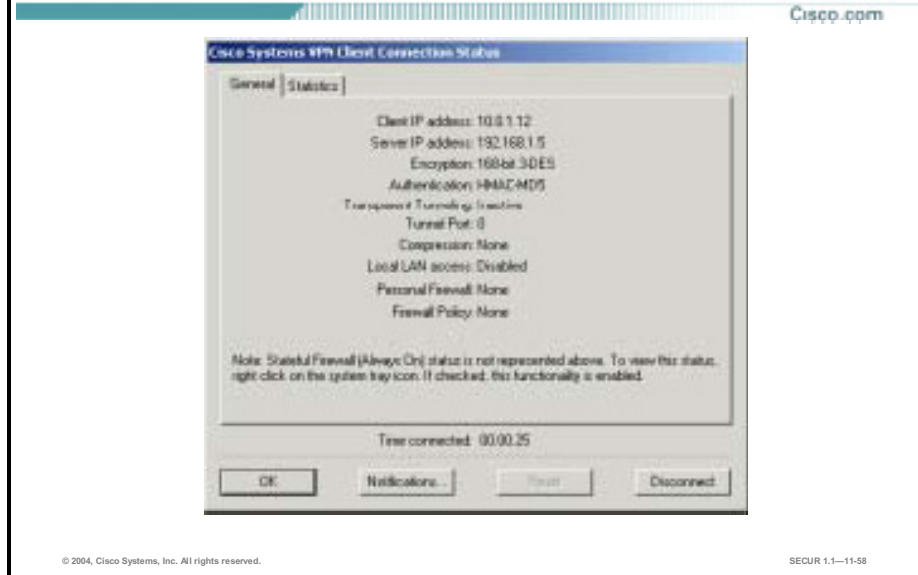 Cisco.com
Cisco Systems VPN Client Connection Status
General Statistics
Client IP address: 10.0.1.12
Server IP address: 192.168.1.5
Encryption: 168-bit 3-DES
Authentication: HMAC-MD5
Transparent Tunneling: Inactive
Tunnel Port: 0
Compression: None
Local LAN access: Disabled
Personal Firewall: None
Firewall Policy: None
Note: Stateful Firewall (Always On) status is not represented above. To view this status,
right click on the system tray icon. If checked, this functionality is enabled.
Time connected: 00:00:25
OK Notifications... Reset Disconnect
© 2004, Cisco Systems, Inc. All rights reserved. SECUR 1.1—11-58